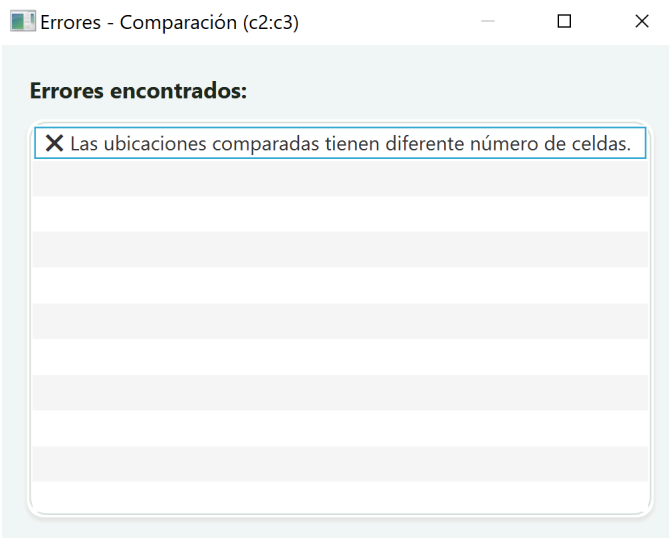 Errores - Comparación (c2:c3)
Errores encontrados:
❌ Las ubicaciones comparadas tienen diferente número de celdas.